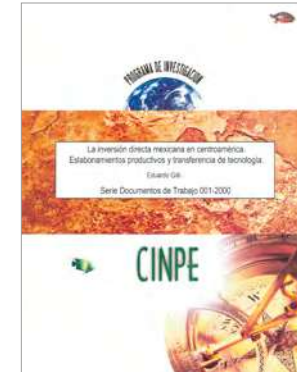 PROGRAMA DE INVESTIGACION
La inversión directa mexicana en centroamérica.
Eslabonamientos productivos y transferencia de tecnología.
Eduardo Gitli
Serie Documentos de Trabajo 001-2000
CINPE